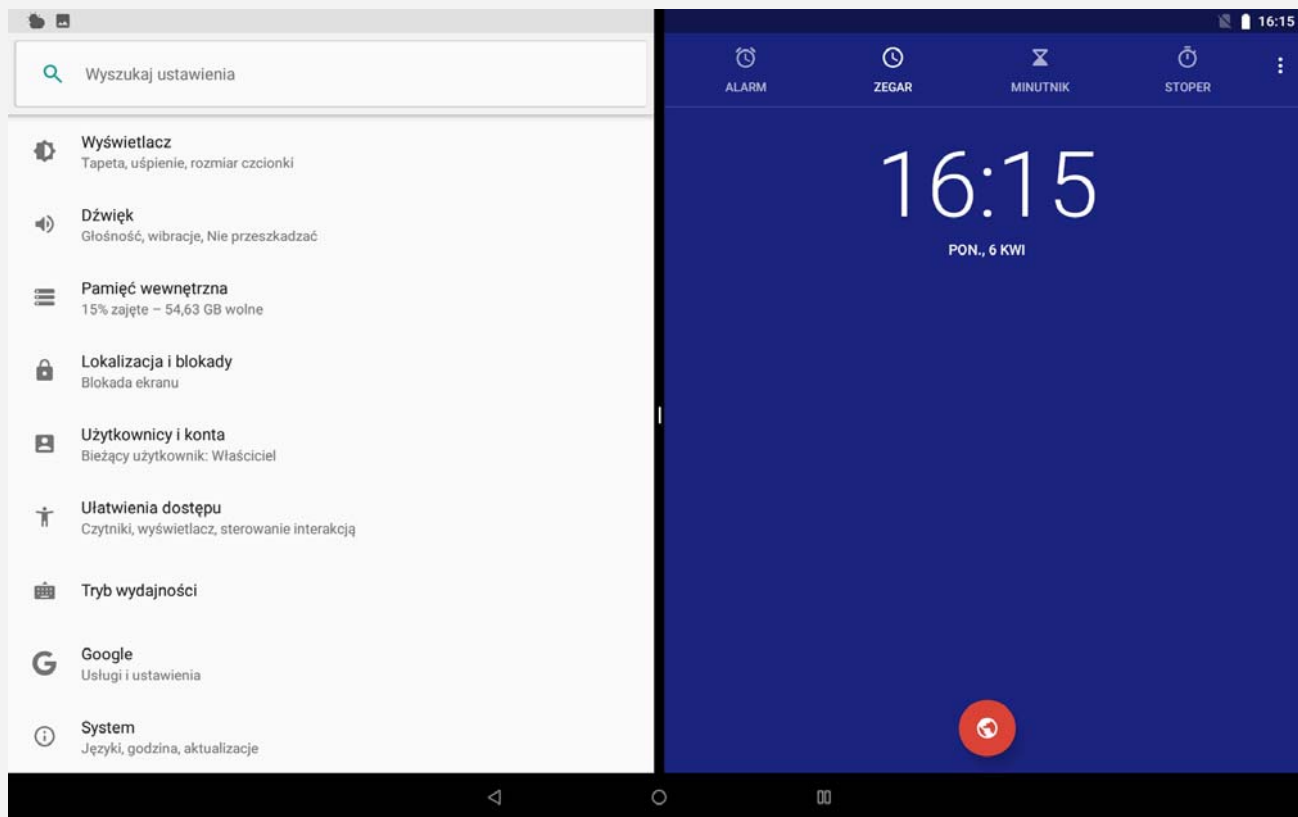 Wyszukaj ustawienia
Wyświetlacz
Tapeta, uśpienie, rozmiar czcionki
Dźwięk
Głośność, wibracje, Nie przeszkadzać
Pamięć wewnętrzna
15% zajęte – 54,63 GB wolne
Lokalizacja i blokady
Blokada ekranu
Użytkownicy i konta
Bieżący użytkownik: Właściciel
Ułatwienia dostępu
Czytniki, wyświetlacz, sterowanie interakcją
Tryb wydajności
Google
Usługi i ustawienia
System
Języki, godzina, aktualizacje
16:15
ALARM
ZEGAR
MINUTNIK
STOPER
16:15
PON., 6 KWI